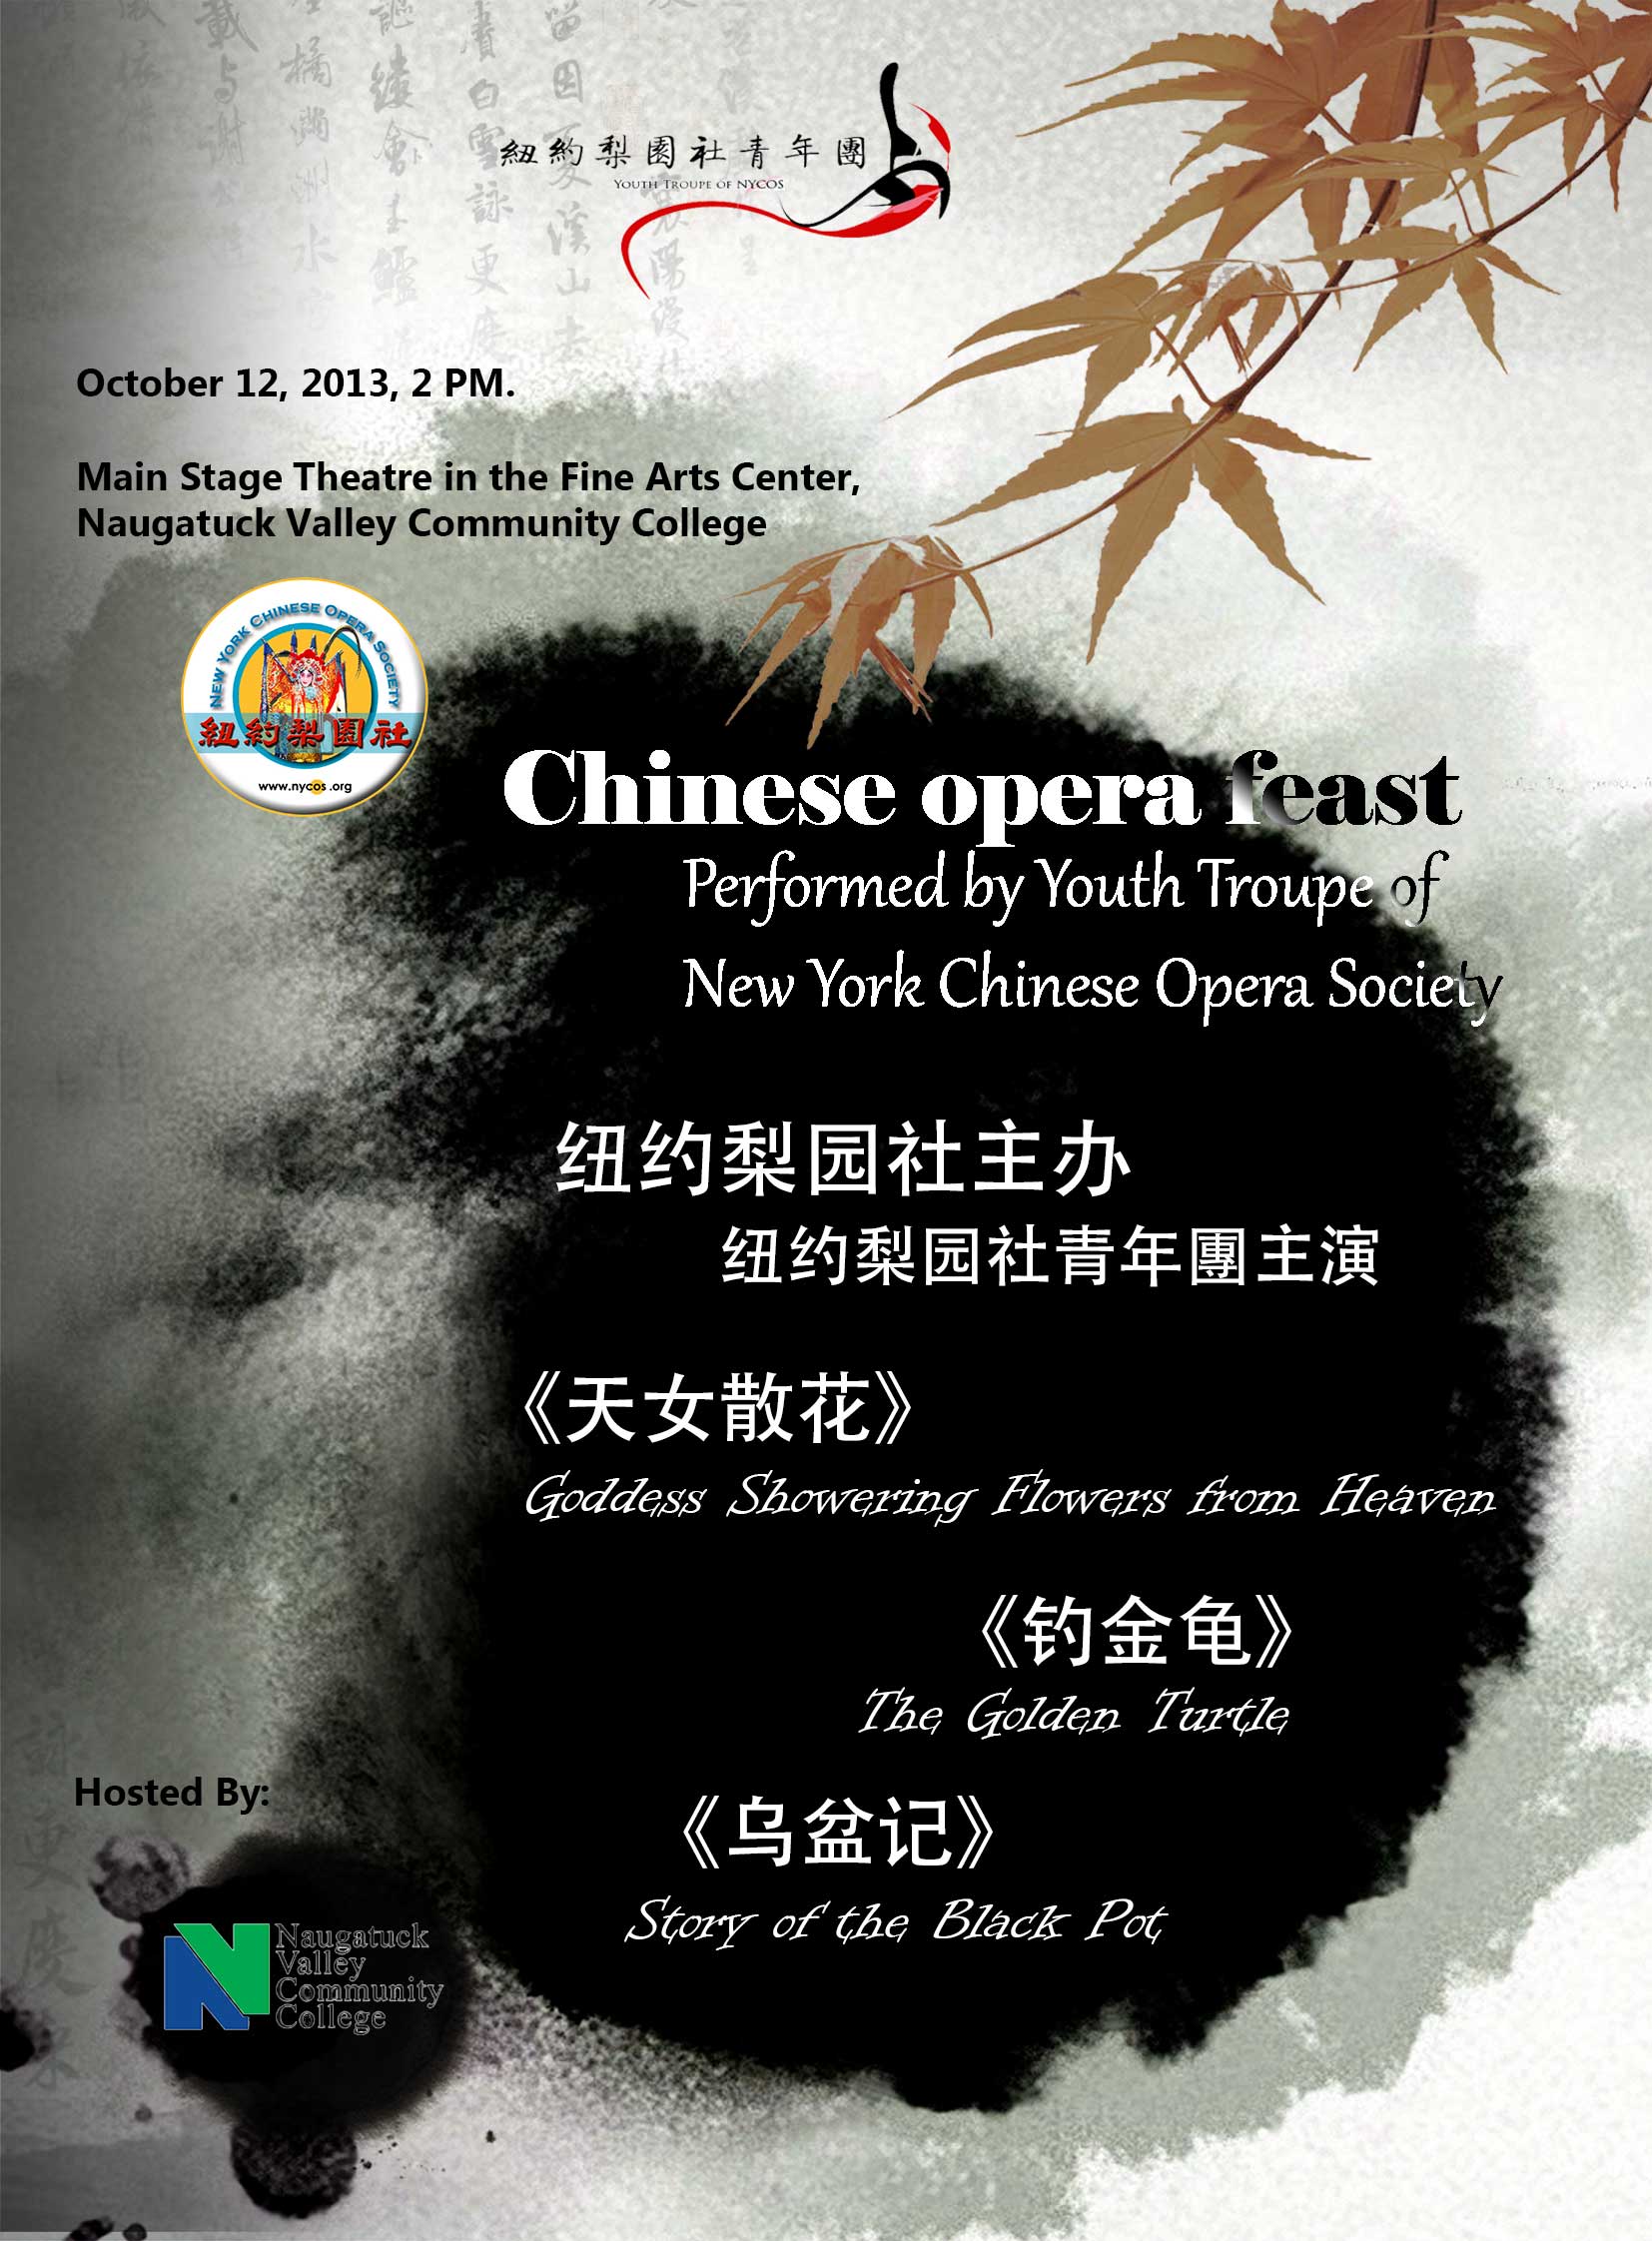 紐約梨園社青年團
YOUTH TROUPE OF NYCOS
October 12, 2013, 2 PM.
Main Stage Theatre in the Fine Arts Center,
Naugatuck Valley Community College
NEW YORK CHINESE OPERA SOCIETY
紐約梨園社
www.nycos.org
Chinese opera feast
Performed by Youth Troupe of
New York Chinese Opera Society
纽约梨园社主办
纽约梨园社青年團主演
《天女散花》
Goddess Showering Flowers from Heaven
《钓金龟》
The Golden Turtle
《乌盆记》
Story of the Black Pot
Hosted By:
Naugatuck
Valley
Community
College